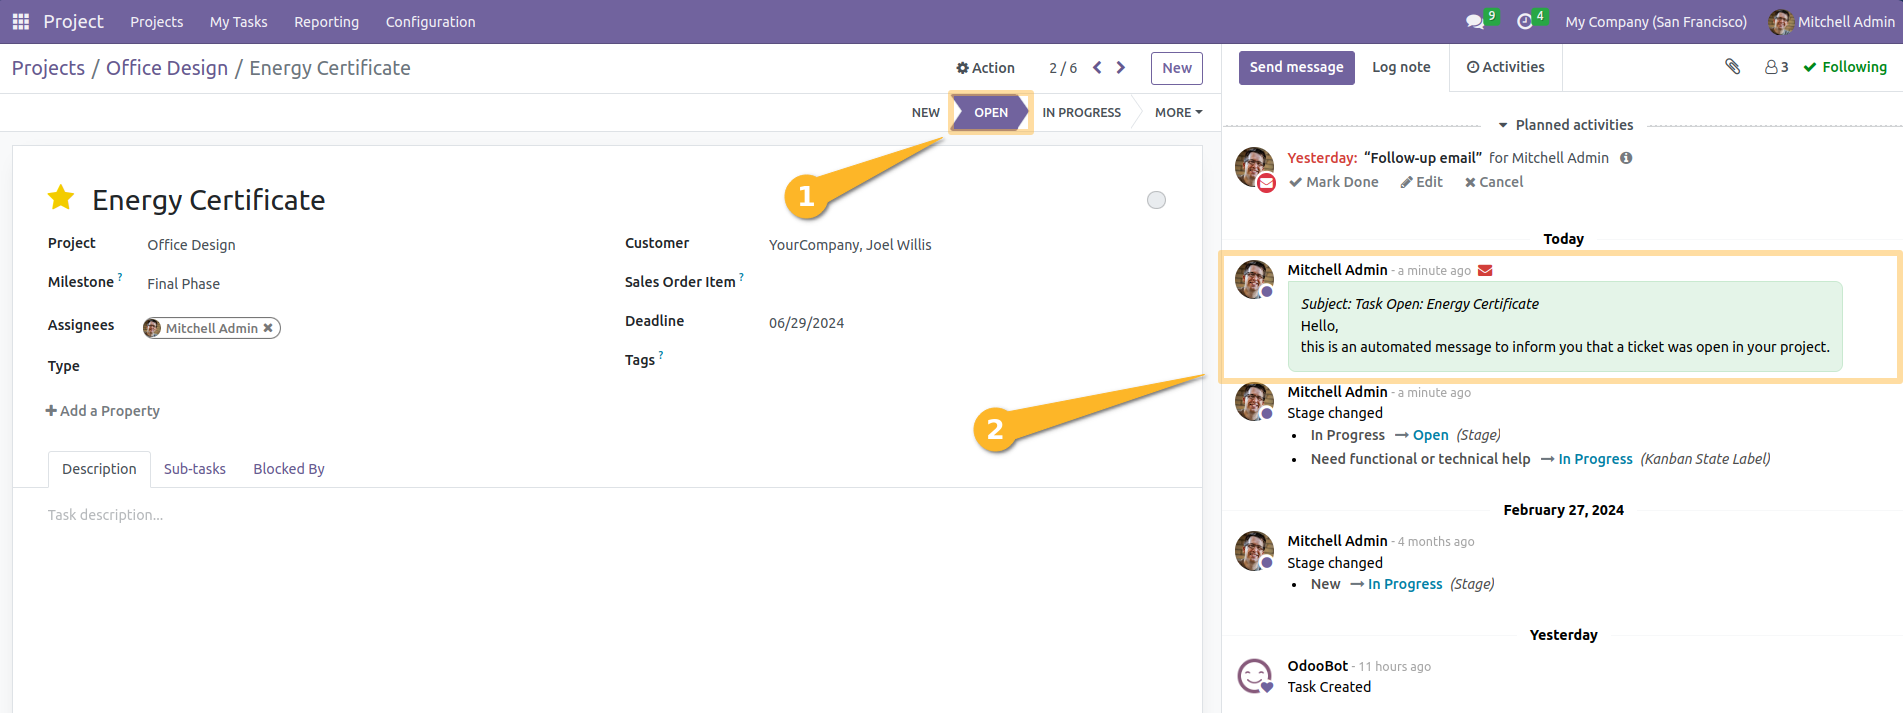 Project Projects My Tasks Reporting Configuration 9 4 My Company (San Francisco) Mitchell Admin
Projects / Office Design / Energy Certificate Action 2 / 6 New
NEW OPEN IN PROGRESS MORE
1
Energy Certificate
Project Office Design
Milestone ? Final Phase
Assignees Mitchell Admin
Type
Add a Property
Customer YourCompany, Joel Willis
Sales Order Item ?
Deadline 06/29/2024
Tags ?
2
Description Sub-tasks Blocked By
Task description...
Send message Log note Activities 3 Following
Planned activities
Yesterday: “Follow-up email” for Mitchell Admin
Mark Done Edit Cancel
Today
Mitchell Admin - a minute ago
Subject: Task Open: Energy Certificate
Hello,
this is an automated message to inform you that a ticket was open in your project.
Mitchell Admin - a minute ago
Stage changed
• In Progress → Open (Stage)
• Need functional or technical help → In Progress (Kanban State Label)
February 27, 2024
Mitchell Admin - 4 months ago
Stage changed
• New → In Progress (Stage)
Yesterday
OdooBot - 11 hours ago
Task Created